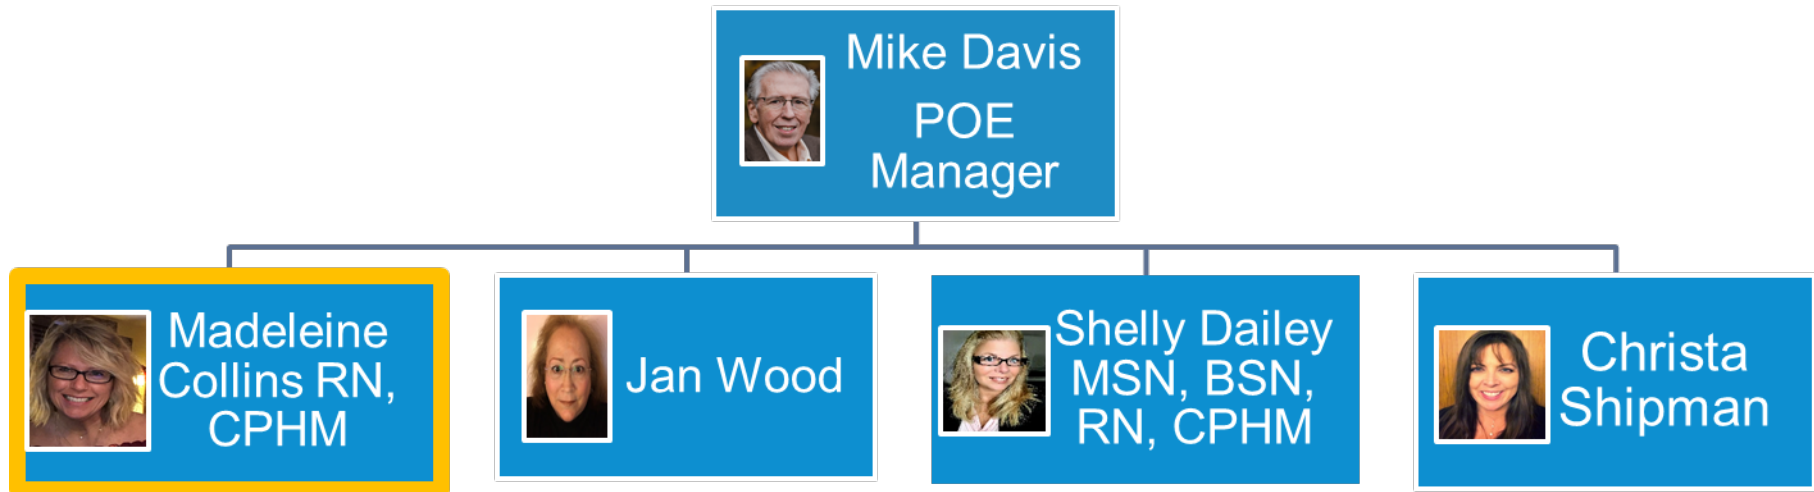 Mike Davis
POE
Manager
Madeleine
Collins RN,
CPHM
Jan Wood
Shelly Dailey
MSN, BSN,
RN, CPHM
Christa
Shipman